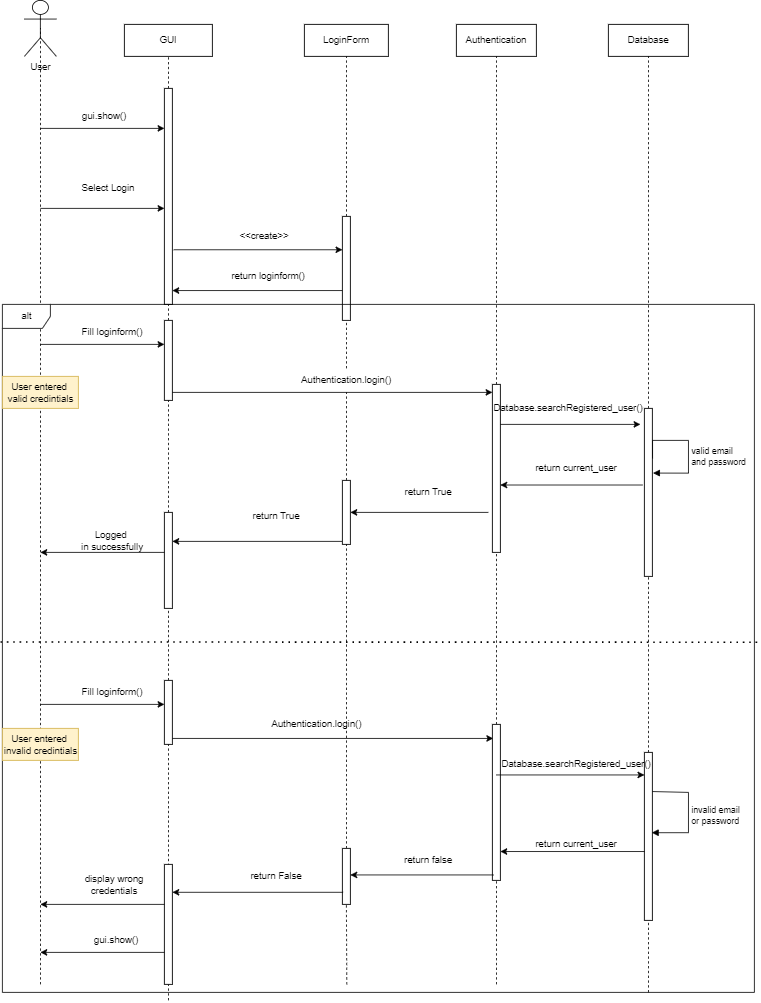 GUI
LoginForm
Authentication
Database
User
gui.show()
Select Login
<<create>>
return loginform()
alt
Fill loginform()
Authentication.login()
User entered
valid credintials
Database.searchRegistered_user()
valid email
and password
return current_user
return True
return True
Logged
in successfully
Fill loginform()
Authentication.login()
User entered
invalid credintials
Database.searchRegistered_user()
invalid email
or password
return current_user
return false
return False
display wrong
credentials
gui.show()